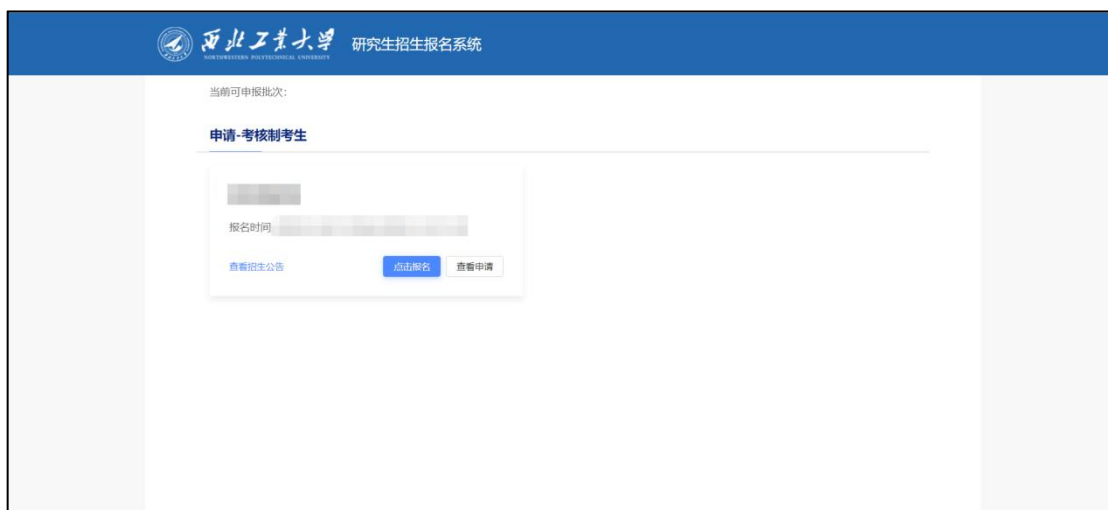 西北工业大学
NORTHWESTERN POLYTECHNICAL UNIVERSITY
研究生招生报名系统
当前可申报批次：
申请-考核制考生
报名时间
查看招生公告
点击报名
查看申请